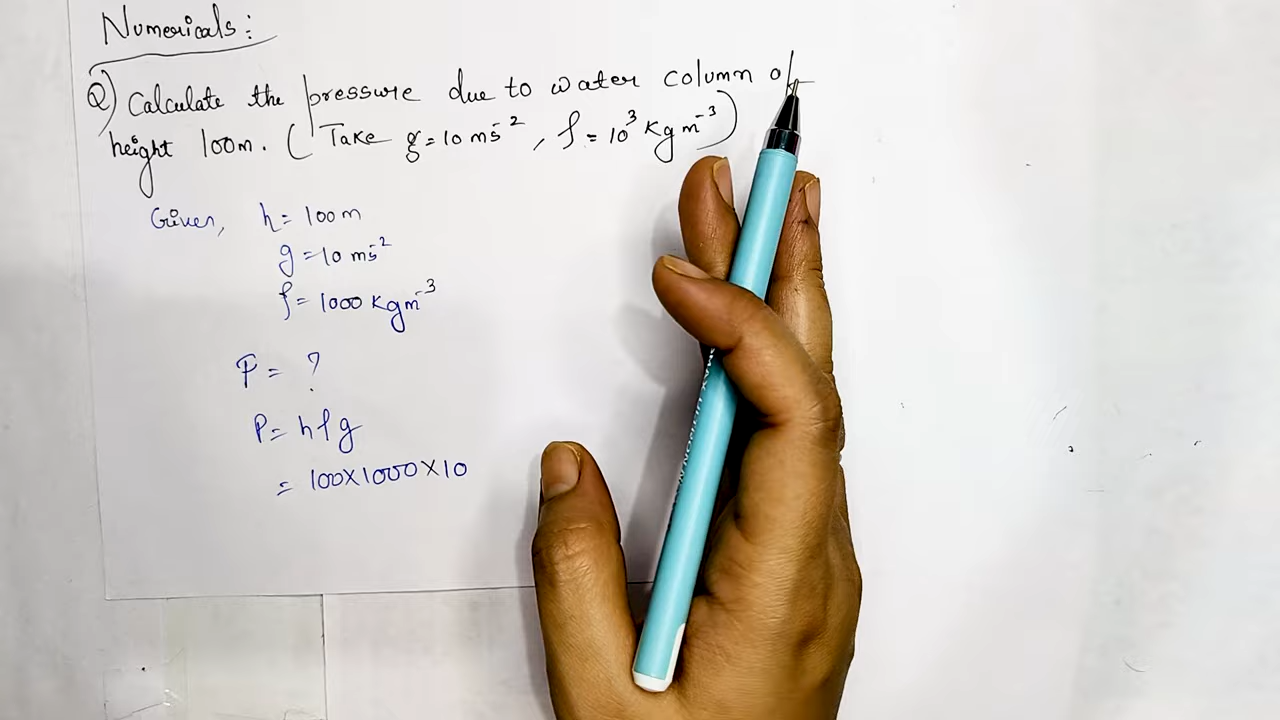 Numericals:
Q) Calculate the pressure due to water column of
height 100m. ( Take g = 10 ms⁻² , ρ = 10³ Kg m⁻³ )
Given, h = 100 m
g = 10 ms⁻²
ρ = 1000 Kg m⁻³
P = ?
P = hρg
= 100×1000×10